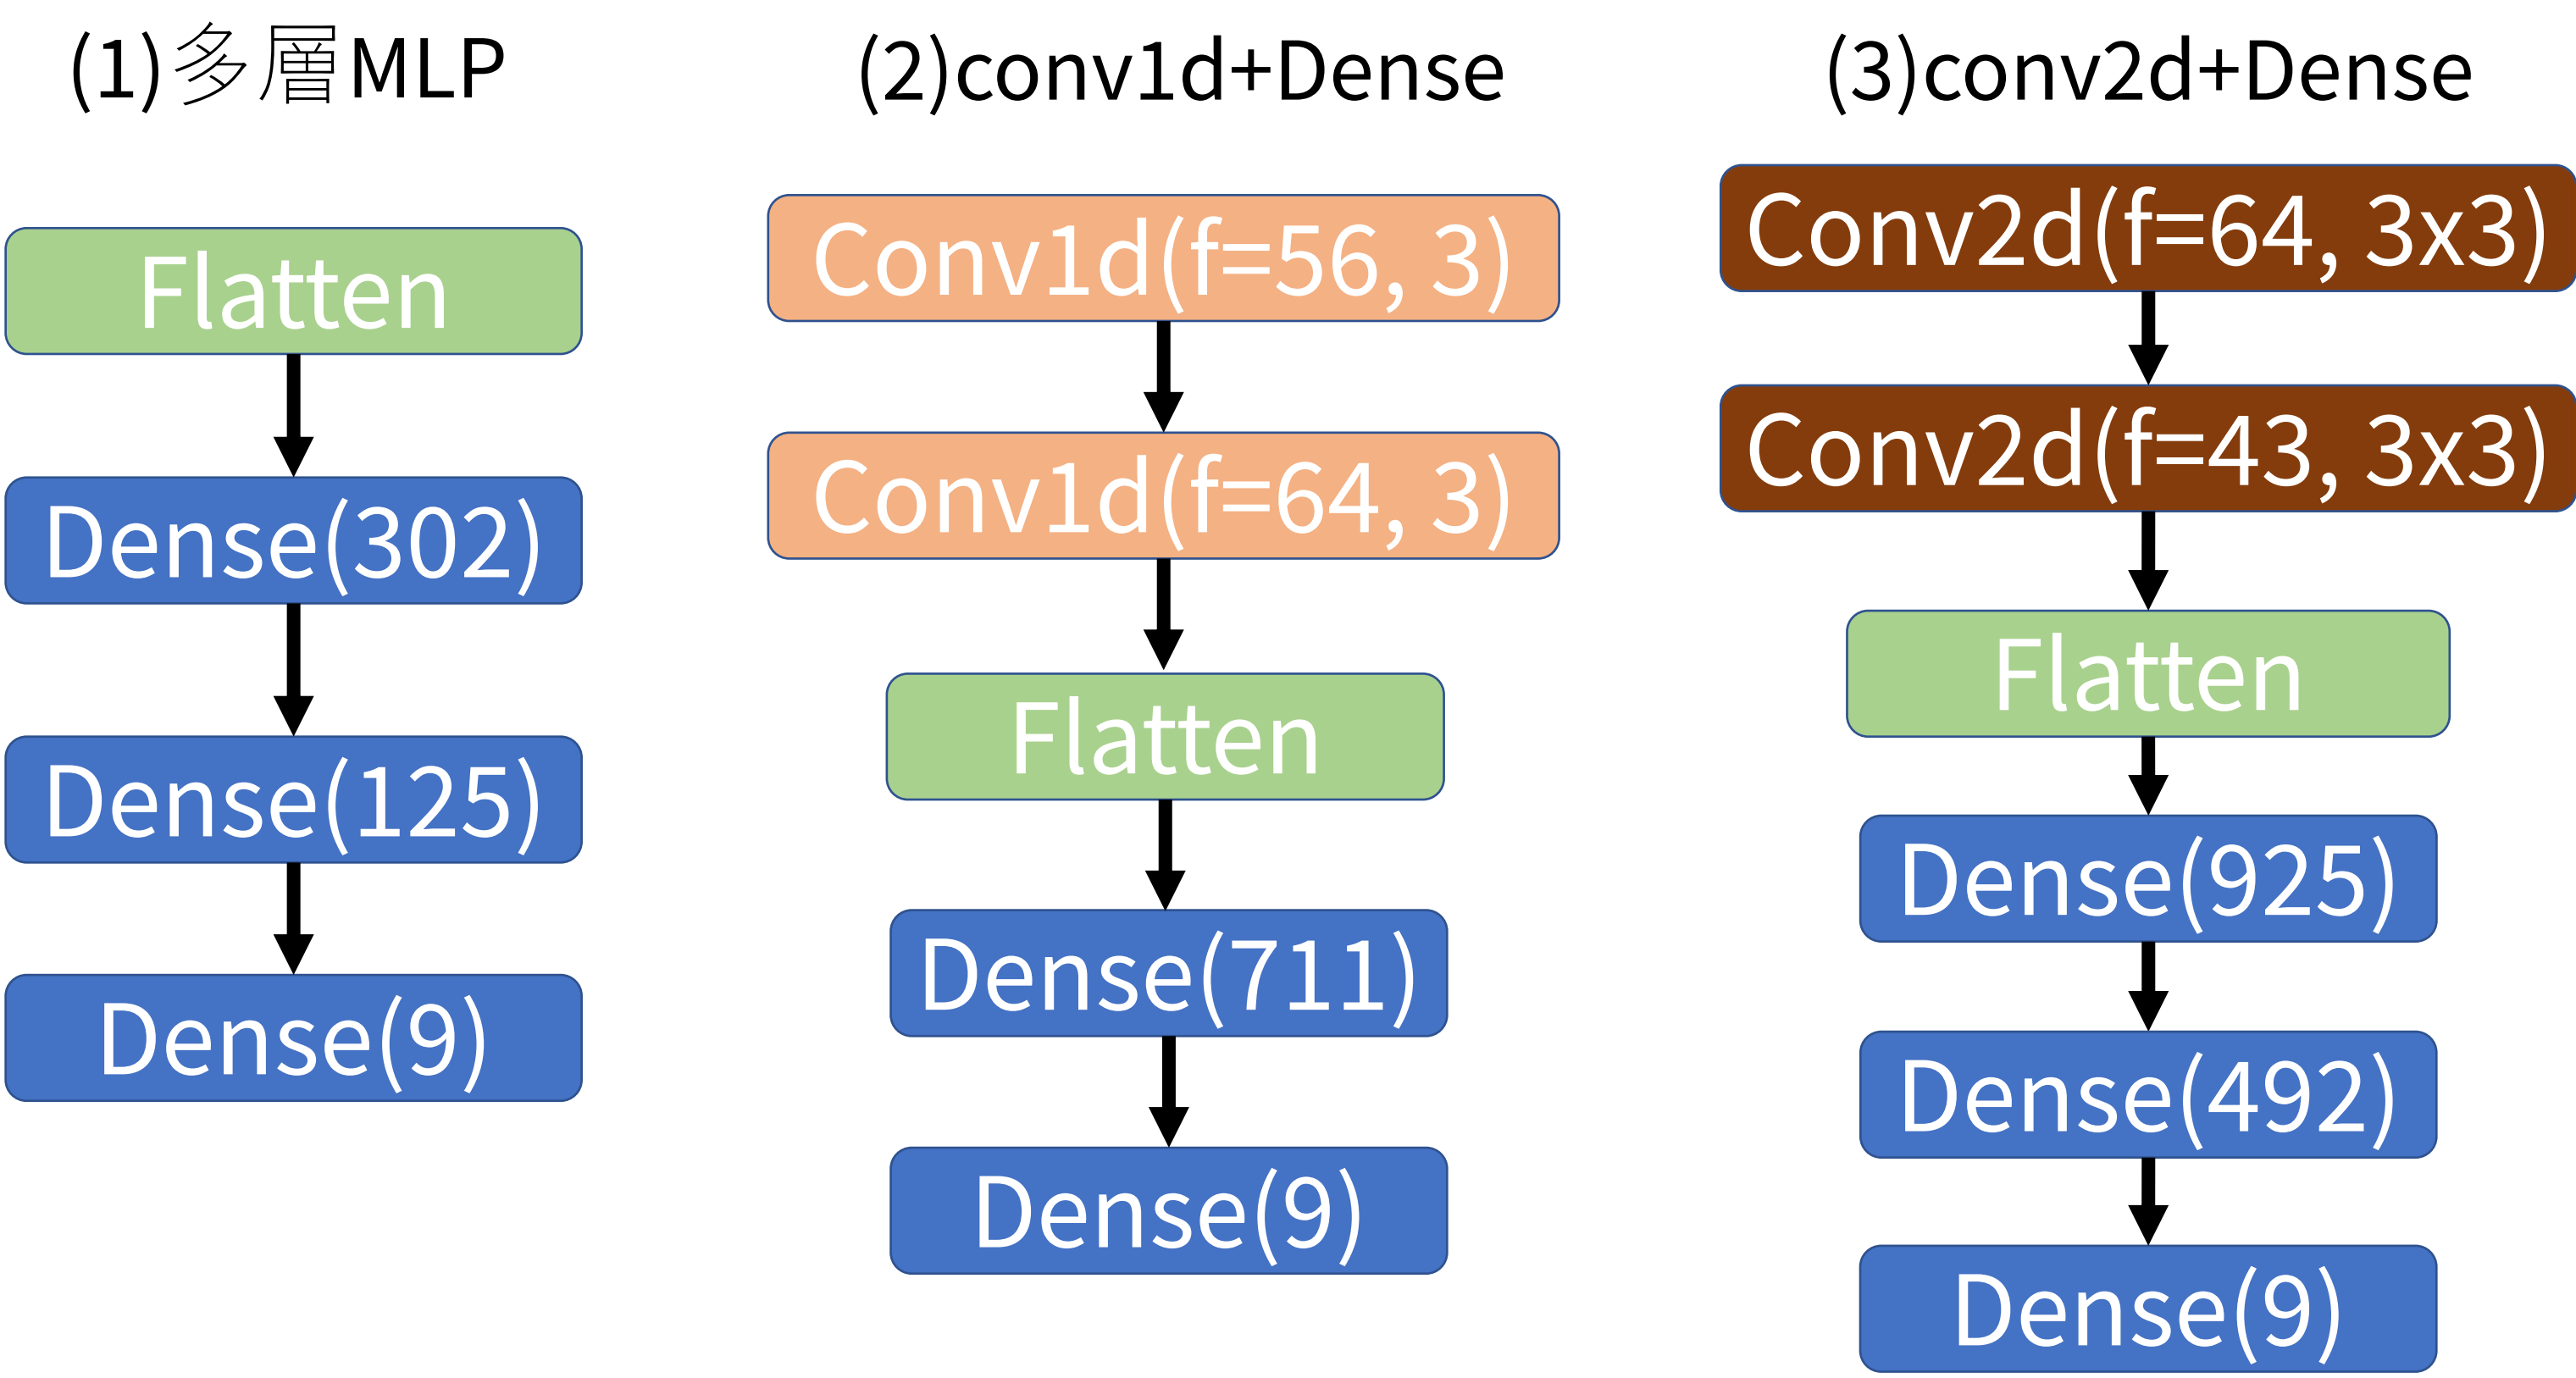 (1)多層MLP
Flatten
Dense(302)
Dense(125)
Dense(9)
(2)conv1d+Dense
Conv1d(f=56, 3)
Conv1d(f=64, 3)
Flatten
Dense(711)
Dense(9)
(3)conv2d+Dense
Conv2d(f=64, 3x3)
Conv2d(f=43, 3x3)
Flatten
Dense(925)
Dense(492)
Dense(9)